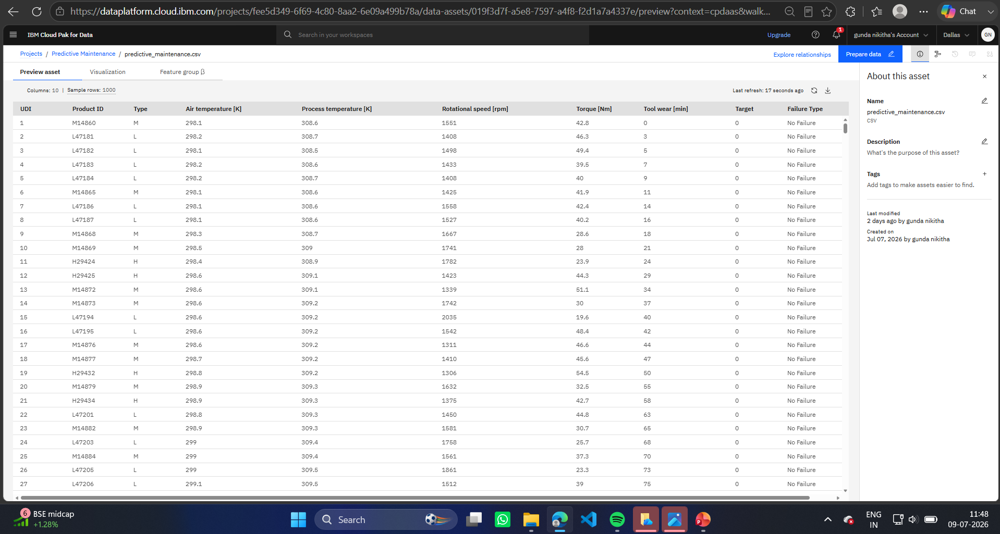 https://dataplatform.cloud.ibm.com/projects/fee5d349-6f69-4c80-8aa2-6e09a499b78a/data-assets/019f3d7f-a5e8-7597-a4f8-f2d1a7a4337e/preview?context=cpdaas&walk...
Chat
IBM Cloud Pak for Data
Search in your workspaces
Upgrade
1
gunda nikitha's Account
Dallas
GN
Projects / Predictive Maintenance / predictive_maintenance.csv
Explore relationships
Prepare data
Preview asset Visualization Feature group β
Columns: 10 | Sample rows: 1000
Last refresh: 17 seconds ago
UDI Product ID Type Air temperature [K] Process temperature [K] Rotational speed [rpm] Torque [Nm] Tool wear [min] Target Failure Type
1 M14860 M 298.1 308.6 1551 42.8 0 0 No Failure
2 L47181 L 298.2 308.7 1408 46.3 3 0 No Failure
3 L47182 L 298.1 308.5 1498 49.4 5 0 No Failure
4 L47183 L 298.2 308.6 1433 39.5 7 0 No Failure
5 L47184 L 298.2 308.7 1408 40 9 0 No Failure
6 M14865 M 298.1 308.6 1425 41.9 11 0 No Failure
7 L47186 L 298.1 308.6 1558 42.4 14 0 No Failure
8 L47187 L 298.1 308.6 1527 40.2 16 0 No Failure
9 M14868 M 298.3 308.7 1667 28.6 18 0 No Failure
10 M14869 M 298.5 309 1741 28 21 0 No Failure
11 H29424 H 298.4 308.9 1782 23.9 24 0 No Failure
12 H29425 H 298.6 309.1 1423 44.3 29 0 No Failure
13 M14872 M 298.6 309.1 1339 51.1 34 0 No Failure
14 M14873 M 298.6 309.2 1742 30 37 0 No Failure
15 L47194 L 298.6 309.2 2035 19.6 40 0 No Failure
16 L47195 L 298.6 309.2 1542 48.4 42 0 No Failure
17 M14876 M 298.6 309.2 1311 46.6 44 0 No Failure
18 M14877 M 298.7 309.2 1410 45.6 47 0 No Failure
19 H29432 H 298.8 309.2 1306 54.5 50 0 No Failure
20 M14879 M 298.9 309.3 1632 32.5 55 0 No Failure
21 H29434 H 298.9 309.3 1375 42.7 58 0 No Failure
22 L47201 L 298.8 309.3 1450 44.8 63 0 No Failure
23 M14882 M 298.9 309.3 1581 30.7 65 0 No Failure
24 L47203 L 299 309.4 1758 25.7 68 0 No Failure
25 M14884 M 299 309.4 1561 37.3 70 0 No Failure
26 L47205 L 299 309.5 1861 23.3 73 0 No Failure
27 L47206 L 299.1 309.5 1512 39 75 0 No Failure
About this asset
Name
predictive_maintenance.csv
CSV
Description
What's the purpose of this asset?
Tags
Add tags to make assets easier to find.
Last modified
2 days ago by gunda nikitha
Created on
Jul 07, 2026 by gunda nikitha
6
BSE midcap
+1.28%
Search
P
ENG
IN
11:48
09-07-2026